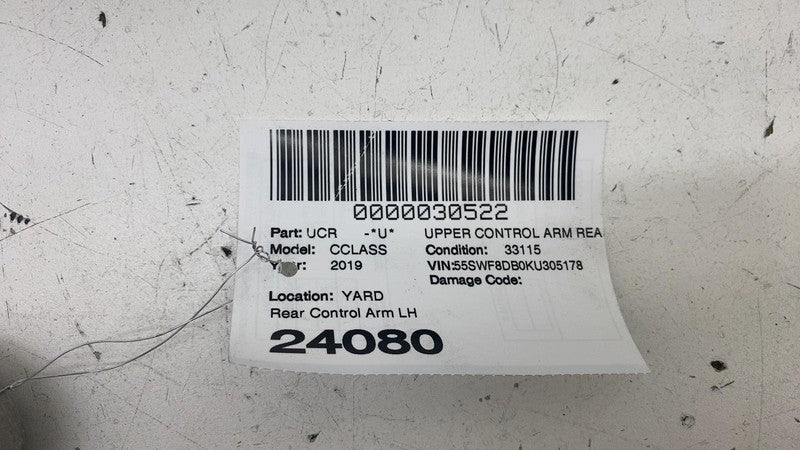 0000030522
Part: UCR -*U* UPPER CONTROL ARM REA
Model: CCLASS Condition: 33115
Year: 2019 VIN:55SWF8DB0KU305178
Damage Code:
Location: YARD
Rear Control Arm LH
24080